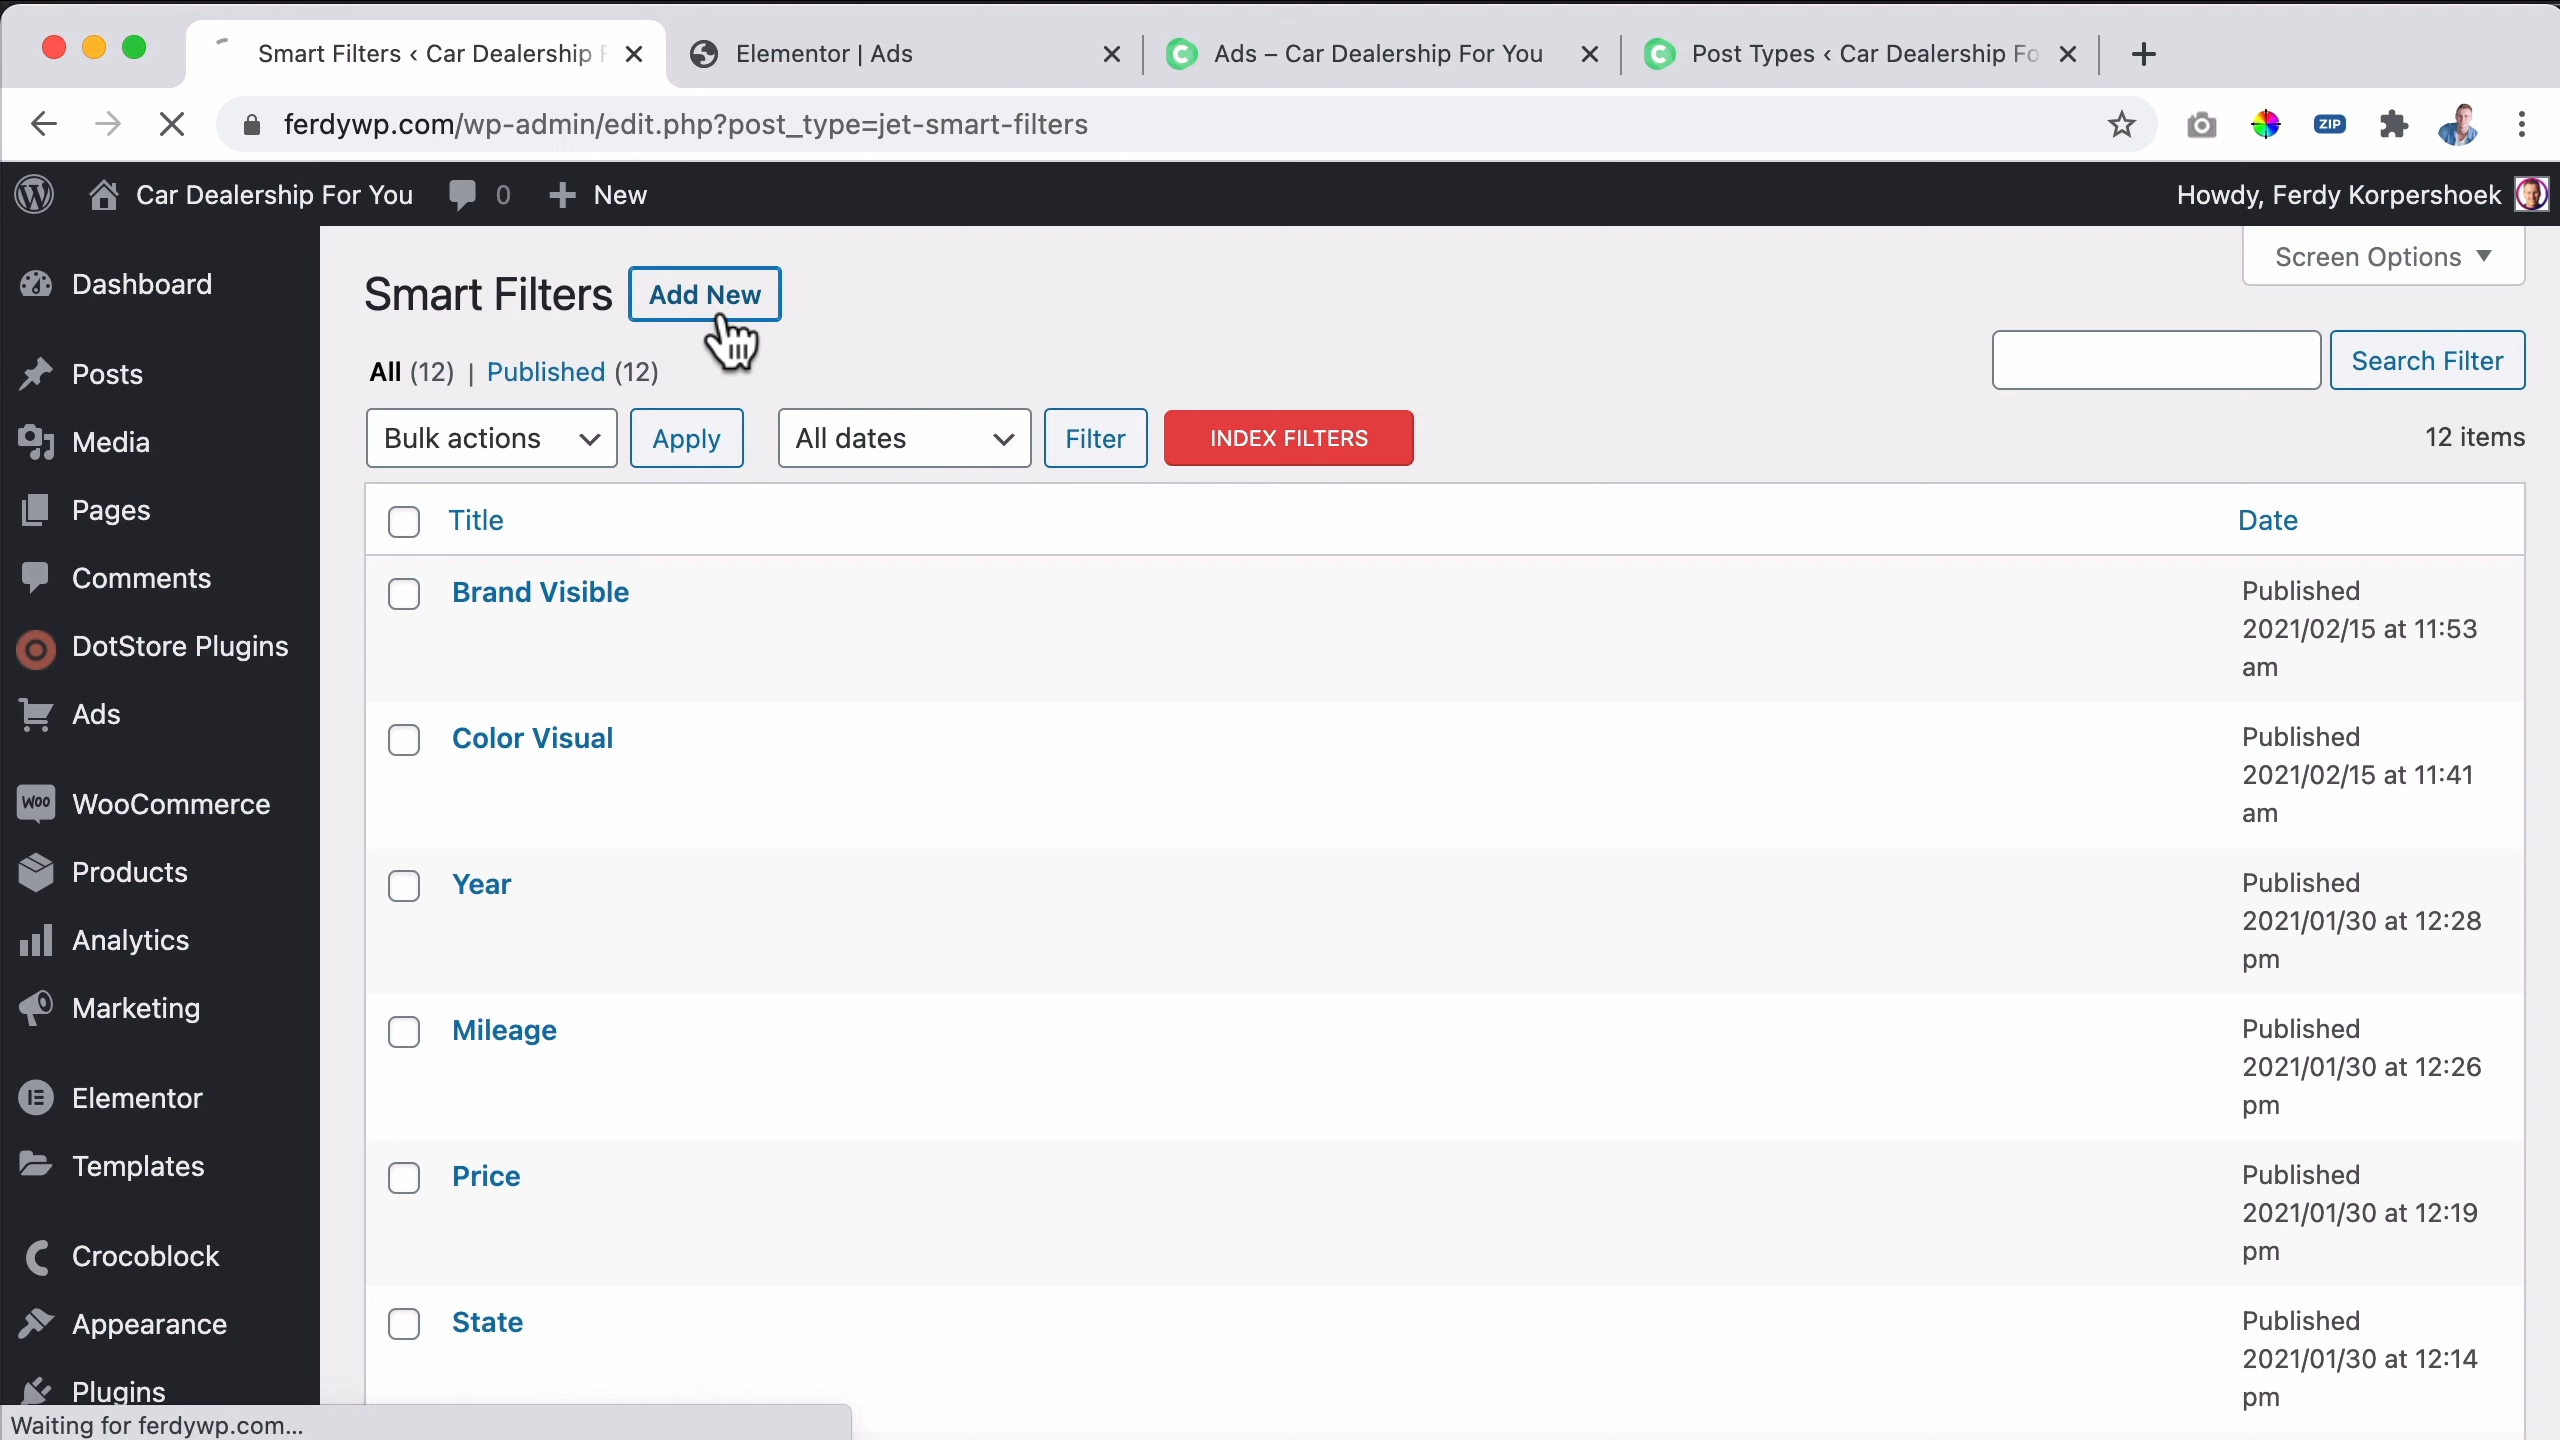 Smart Filters ‹ Car Dealership F
Elementor | Ads
Ads – Car Dealership For You
Post Types ‹ Car Dealership Fo
ferdywp.com/wp-admin/edit.php?post_type=jet-smart-filters
ZIP
Car Dealership For You
0
New
Howdy, Ferdy Korpershoek
Screen Options
Dashboard
Posts
Media
Pages
Comments
DotStore Plugins
Ads
Woo
WooCommerce
Products
Analytics
Marketing
Elementor
Templates
Crocoblock
Appearance
Plugins
Smart Filters
Add New
All (12) | Published (12)
Search Filter
Bulk actions
Apply
All dates
Filter
INDEX FILTERS
12 items
Title
Date
Brand Visible
Published
2021/02/15 at 11:53
am
Color Visual
Published
2021/02/15 at 11:41
am
Year
Published
2021/01/30 at 12:28
pm
Mileage
Published
2021/01/30 at 12:26
pm
Price
Published
2021/01/30 at 12:19
pm
State
Published
2021/01/30 at 12:14
pm
Waiting for ferdywp.com...